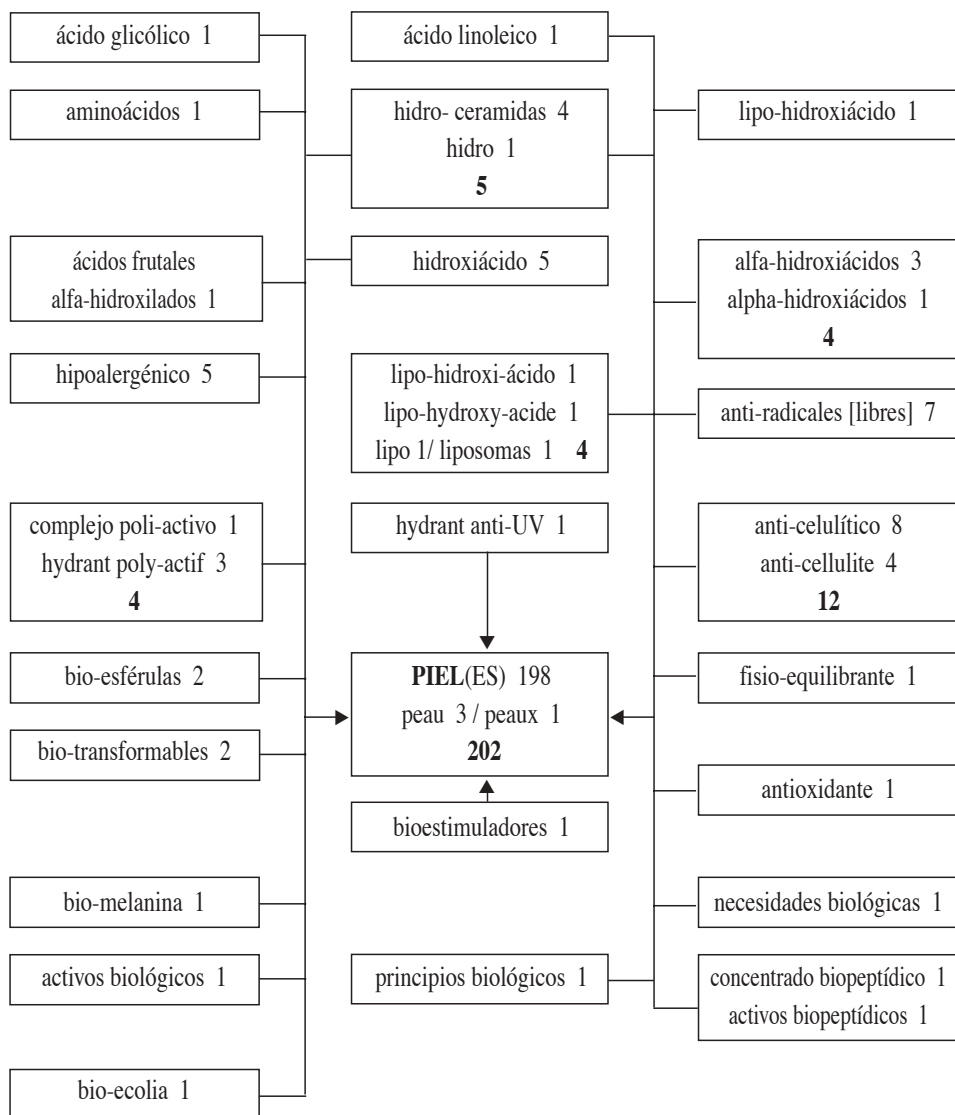 ácido glicólico 1
ácido linoleico 1
aminoácidos 1
hidro- ceramidas 4
hidro 1
5
lipo-hidroxiácido 1
ácidos frutales
alfa-hidroxilados 1
hidroxiácido 5
alfa-hidroxiácidos 3
alpha-hidroxiácidos 1
4
hipoalergénico 5
lipo-hidroxi-ácido 1
lipo-hydroxy-acide 1
lipo 1/ liposomas 1 4
anti-radicales [libres] 7
complejo poli-activo 1
hydrant poly-actif 3
4
hydrant anti-UV 1
anti-celulítico 8
anti-cellulite 4
12
bio-esférulas 2
PIEL(ES) 198
peau 3 / peaux 1
202
fisio-equilibrante 1
bio-transformables 2
bioestimuladores 1
antioxidante 1
bio-melanina 1
necesidades biológicas 1
activos biológicos 1
principios biológicos 1
concentrado biopeptídico 1
activos biopeptídicos 1
bio-ecolia 1